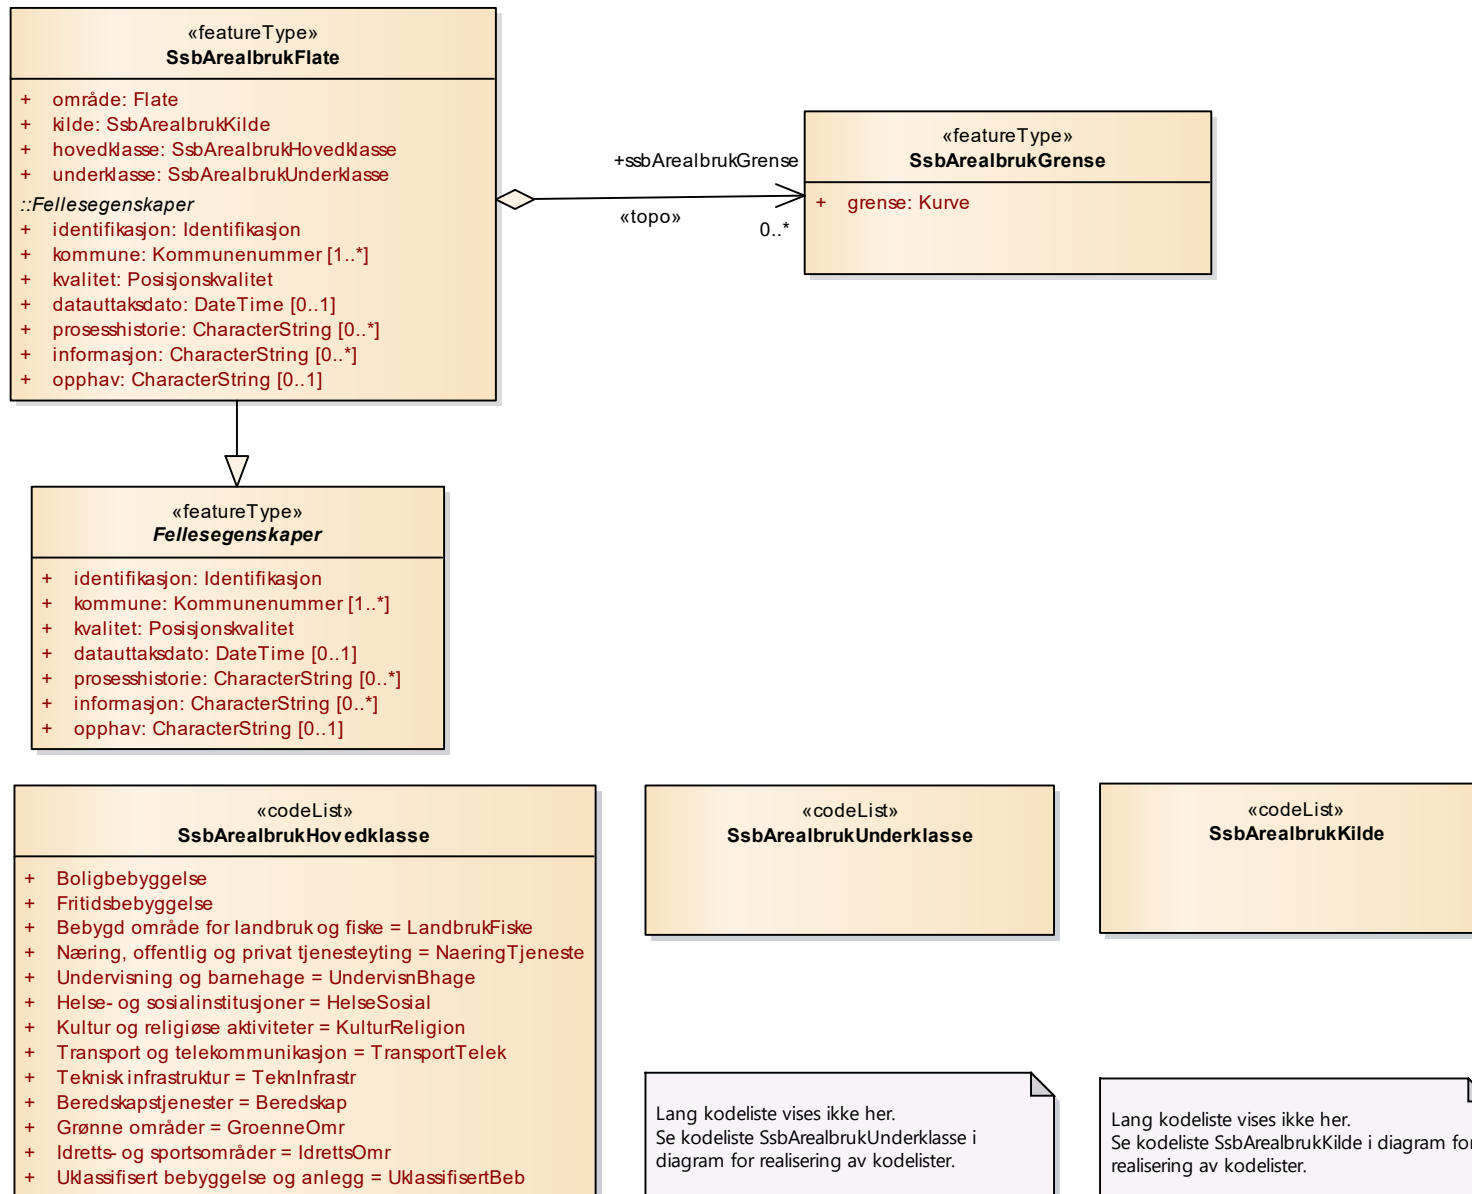 «featureType»
SsbArealbrukFlate
+ område: Flate
+ kilde: SsbArealbrukKilde
+ hovedklasse: SsbArealbrukHovedklasse
+ underklasse: SsbArealbrukUnderklasse
::Fellesegenskaper
+ identifikasjon: Identifikasjon
+ kommune: Kommunenummer [1..*]
+ kvalitet: Posisjonskvalitet
+ datauttaksdato: DateTime [0..1]
+ prosesshistorie: CharacterString [0..*]
+ informasjon: CharacterString [0..*]
+ opphav: CharacterString [0..1]
+ssbArealbrukGrense
«topo»
0..*
«featureType»
SsbArealbrukGrense
+ grense: Kurve
«featureType»
Fellesegenskaper
+ identifikasjon: Identifikasjon
+ kommune: Kommunenummer [1..*]
+ kvalitet: Posisjonskvalitet
+ datauttaksdato: DateTime [0..1]
+ prosesshistorie: CharacterString [0..*]
+ informasjon: CharacterString [0..*]
+ opphav: CharacterString [0..1]
«codeList»
SsbArealbrukHovedklasse
+ Boligbebyggelse
+ Fritidsbebyggelse
+ Bebygd område for landbruk og fiske = LandbrukFiske
+ Næring, offentlig og privat tjenesteyting = NaeringTjeneste
+ Undervisning og barnehage = UndervisnBhage
+ Helse- og sosialinstitusjoner = HelseSosial
+ Kultur og religiøse aktiviteter = KulturReligion
+ Transport og telekommunikasjon = TransportTelek
+ Teknisk infrastruktur = TeknInfrastr
+ Beredskapstjenester = Beredskap
+ Grønne områder = GroenneOmr
+ Idretts- og sportsområder = IdrettsOmr
+ Uklassifisert bebyggelse og anlegg = UklassifisertBeb
«codeList»
SsbArealbrukUnderklasse
«codeList»
SsbArealbrukKilde
Lang kodeliste vises ikke her.
Se kodeliste SsbArealbrukUnderklasse i
diagram for realisering av kodelister.
Lang kodeliste vises ikke her.
Se kodeliste SsbArealbrukKilde i diagram for
realisering av kodelister.